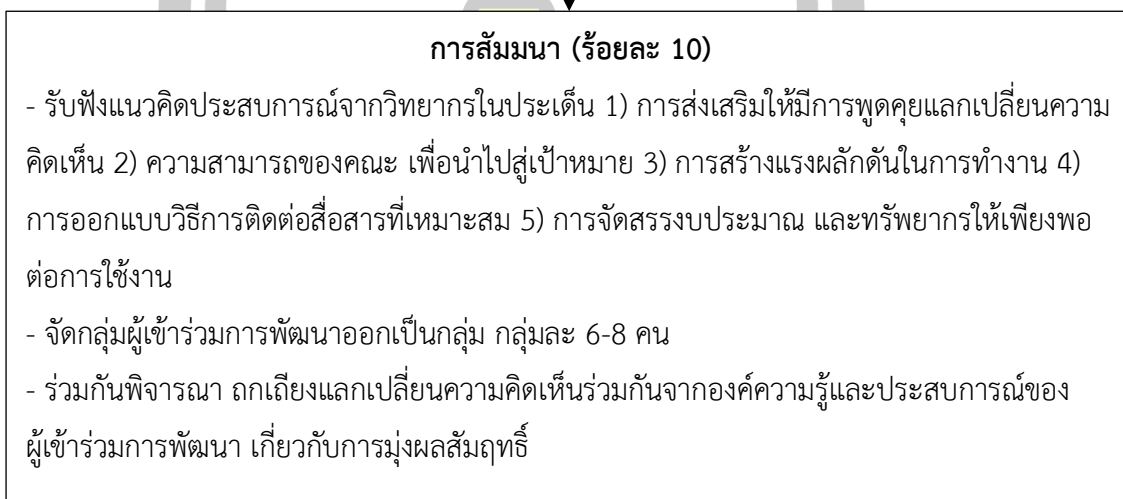 การสัมมนา (ร้อยละ 10)
- รับฟังแนวคิดประสบการณ์จากวิทยากรในประเด็น 1) การส่งเสริมให้มีการพูดคุยแลกเปลี่ยนความ
คิดเห็น 2) ความสามารถของคณะ เพื่อนำไปสู่เป้าหมาย 3) การสร้างแรงผลักดันในการทำงาน 4)
การออกแบบวิธีการติดต่อสื่อสารที่เหมาะสม 5) การจัดสรรงบประมาณ และทรัพยากรให้เพียงพอ
ต่อการใช้งาน
- จัดกลุ่มผู้เข้าร่วมการพัฒนาออกเป็นกลุ่ม กลุ่มละ 6-8 คน
- ร่วมกันพิจารณา ถกเถียงแลกเปลี่ยนความคิดเห็นร่วมกันจากองค์ความรู้และประสบการณ์ของ
ผู้เข้าร่วมการพัฒนา เกี่ยวกับการมุ่งผลสัมฤทธิ์